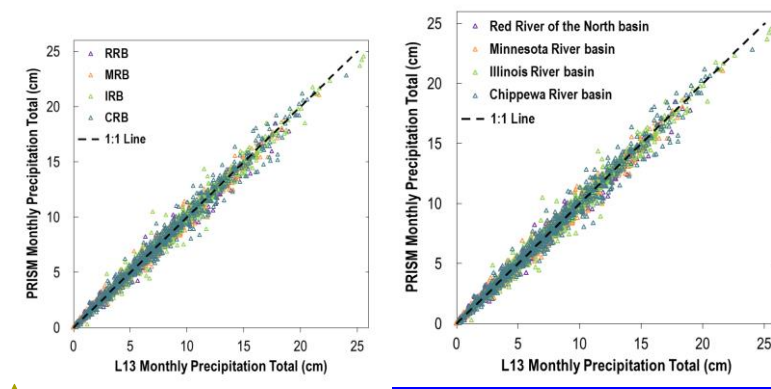 RRB
MRB
IRB
CRB
1:1 Line
PRISM Monthly Precipitation Total (cm)
25
20
15
10
5
0
0 5 10 15 20 25
L13 Monthly Precipitation Total (cm)
Red River of the North basin
Minnesota River basin
Illinois River basin
Chippewa River basin
1:1 Line
PRISM Monthly Precipitation Total (cm)
25
20
15
10
5
0
0 5 10 15 20 25
L13 Monthly Precipitation Total (cm)